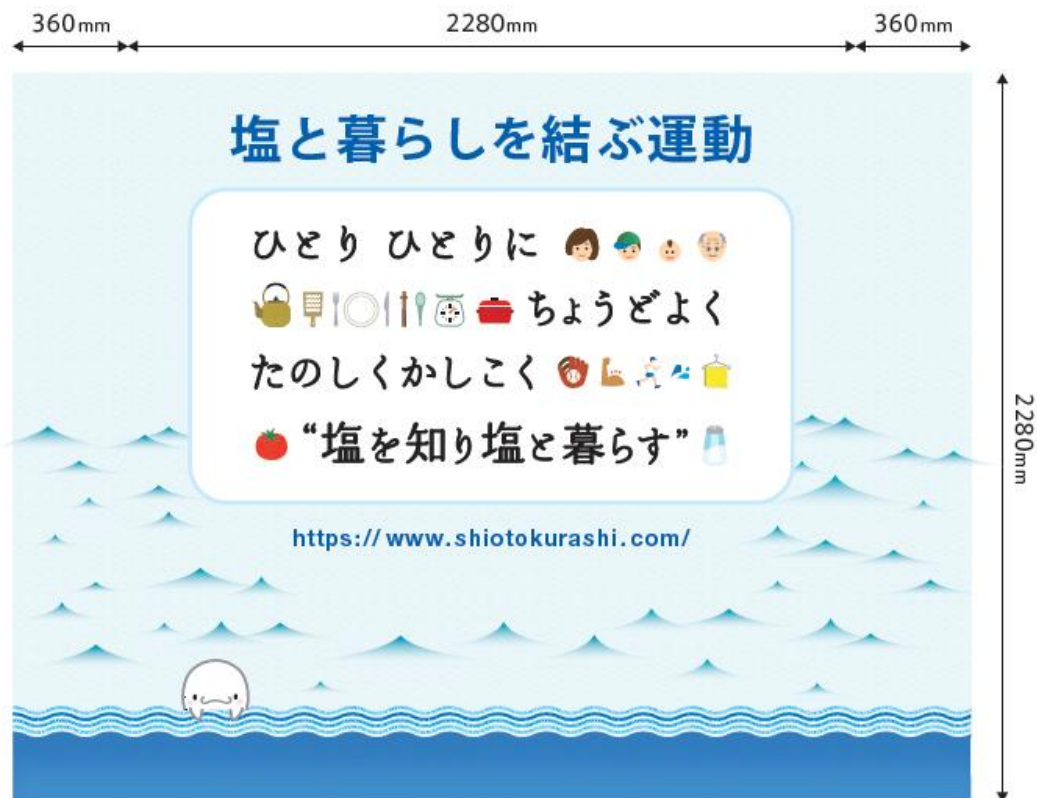 360mm 2280mm 360mm
塩と暮らしを結ぶ運動
ひとり ひとりに
ちょうどよく
たのしくかしこく
“塩を知り塩と暮らす”
https://www.shiotokurashi.com/
2280mm